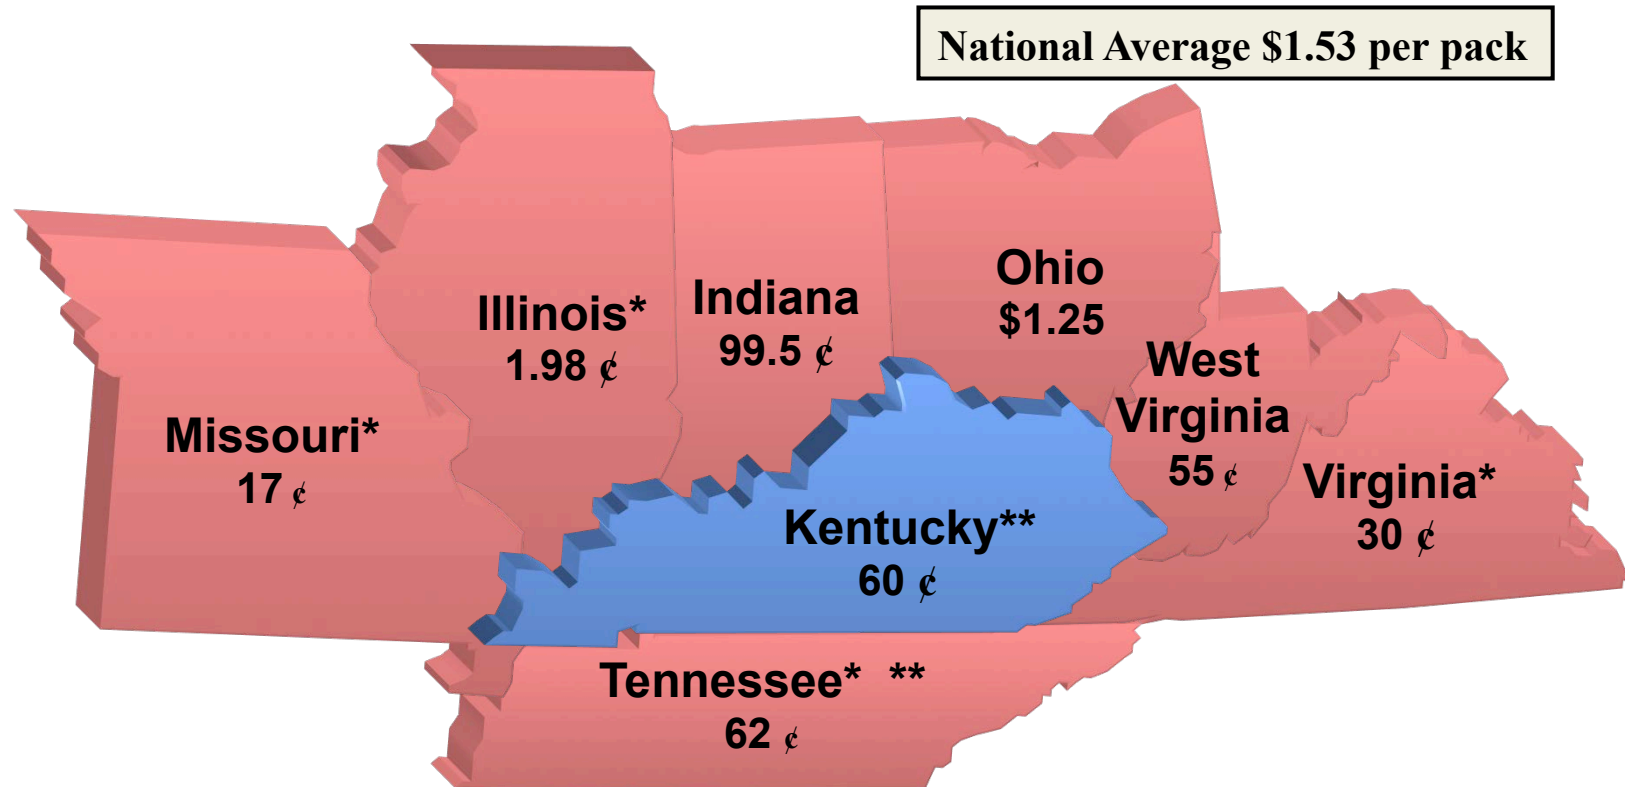 National Average $1.53 per pack
Ohio
$1.25
Illinois*
1.98 ¢
Indiana
99.5 ¢
West
Virginia
55 ¢
Missouri*
17 ¢
Virginia*
30 ¢
Kentucky**
60 ¢
Tennessee* **
62 ¢